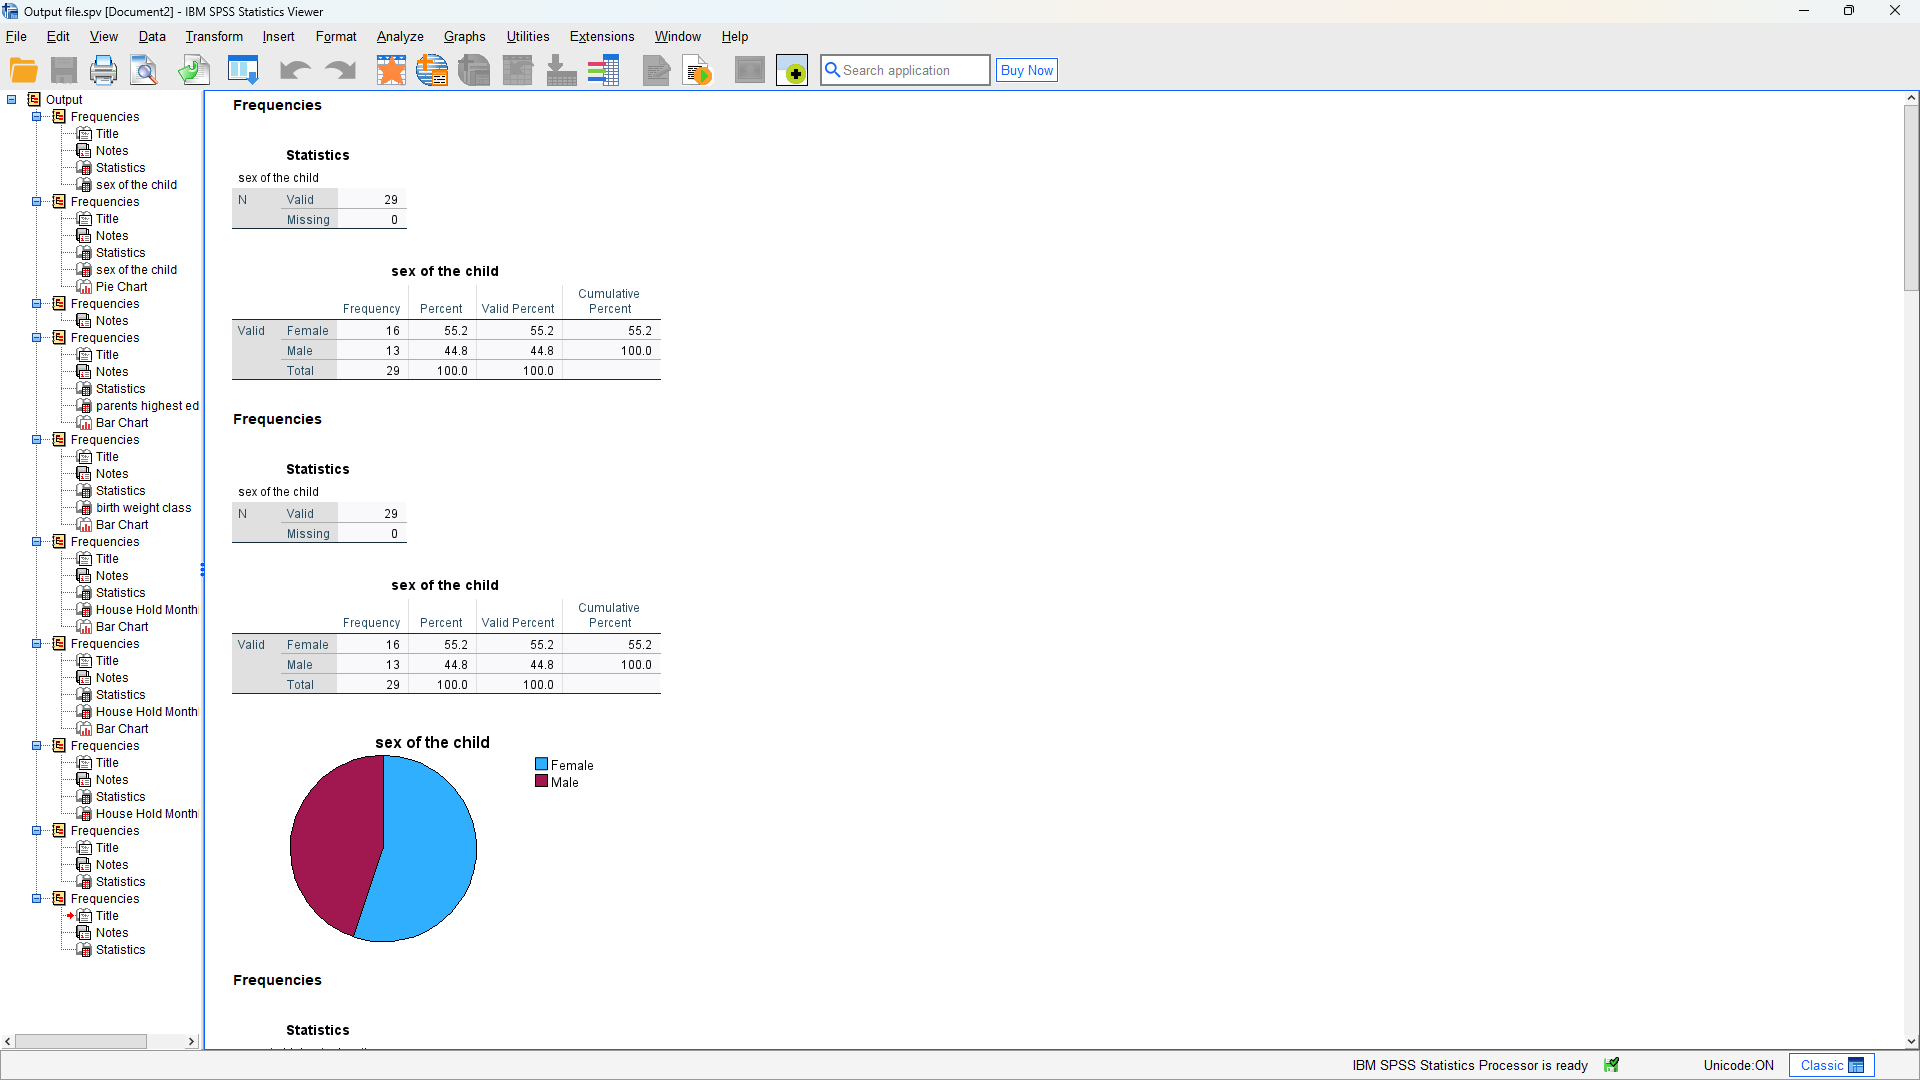 Output file.spv [Document2] - IBM SPSS Statistics Viewer
File Edit View Data Transform Insert Format Analyze Graphs Utilities Extensions Window Help
Search application Buy Now
Output
Frequencies
Title
Notes
Statistics
sex of the child
Frequencies
Title
Notes
Statistics
sex of the child
Pie Chart
Frequencies
Notes
Frequencies
Title
Notes
Statistics
parents highest ed
Bar Chart
Frequencies
Title
Notes
Statistics
birth weight class
Bar Chart
Frequencies
Title
Notes
Statistics
House Hold Month
Bar Chart
Frequencies
Title
Notes
Statistics
House Hold Month
Bar Chart
Frequencies
Title
Notes
Statistics
House Hold Month
Frequencies
Title
Notes
Statistics
Frequencies
Title
Notes
Statistics
Frequencies
Statistics
sex of the child
N Valid 29
Missing 0
sex of the child
Frequency Percent Valid Percent Cumulative Percent
Valid Female 16 55.2 55.2 55.2
Male 13 44.8 44.8 100.0
Total 29 100.0 100.0
Frequencies
Statistics
sex of the child
N Valid 29
Missing 0
sex of the child
Frequency Percent Valid Percent Cumulative Percent
Valid Female 16 55.2 55.2 55.2
Male 13 44.8 44.8 100.0
Total 29 100.0 100.0
sex of the child
Female
Male
Frequencies
Statistics
IBM SPSS Statistics Processor is ready Unicode:ON Classic